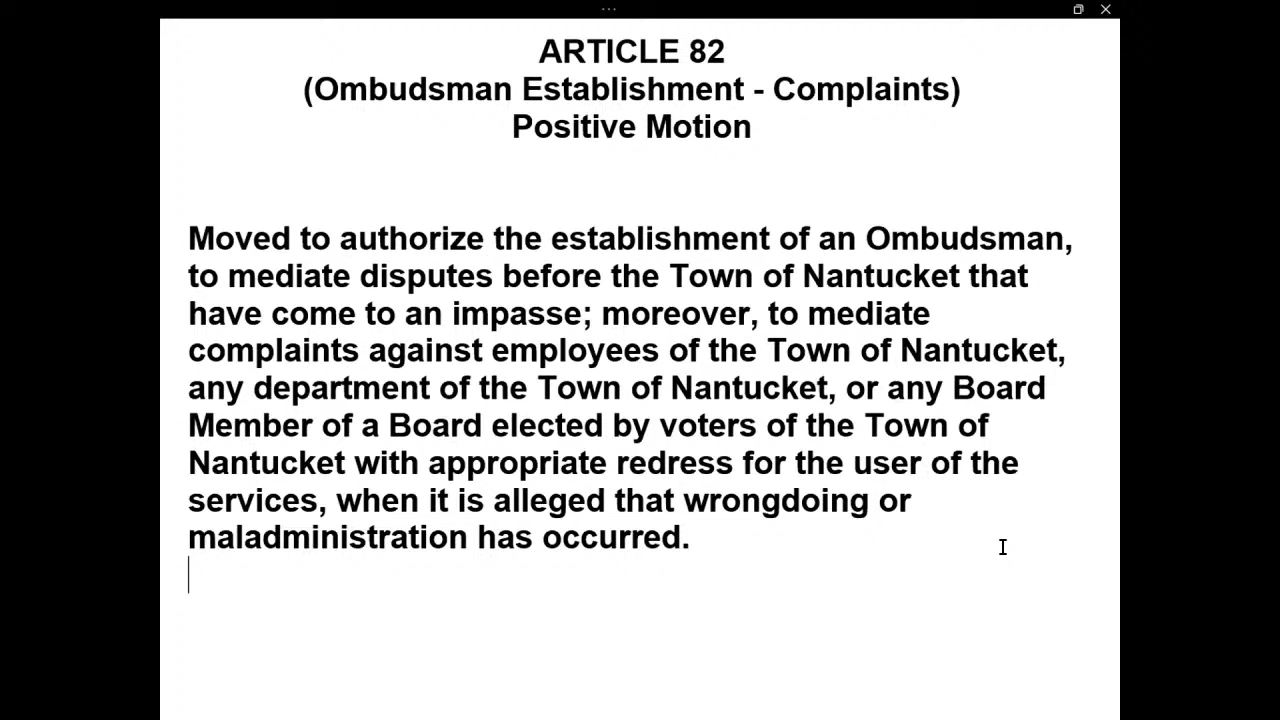 ARTICLE 82
(Ombudsman Establishment - Complaints)
Positive Motion
Moved to authorize the establishment of an Ombudsman,
to mediate disputes before the Town of Nantucket that
have come to an impasse; moreover, to mediate
complaints against employees of the Town of Nantucket,
any department of the Town of Nantucket, or any Board
Member of a Board elected by voters of the Town of
Nantucket with appropriate redress for the user of the
services, when it is alleged that wrongdoing or
maladministration has occurred.